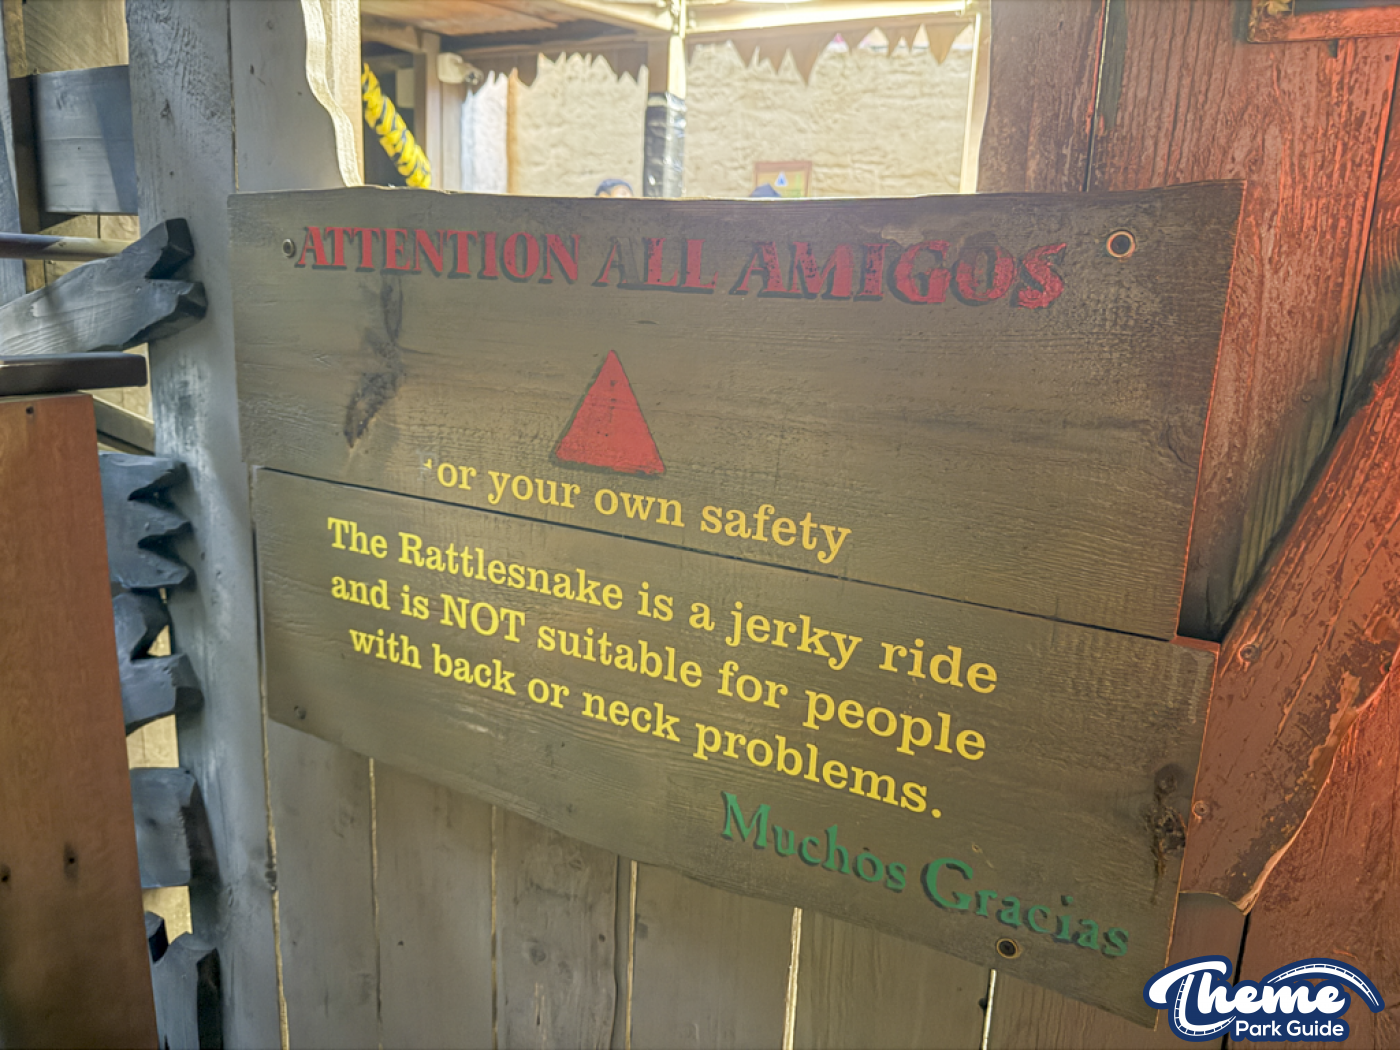 ATTENTION ALL AMIGOS
or your own safety
The Rattlesnake is a jerky ride
and is NOT suitable for people
with back or neck problems.
Muchos Gracias
Theme
Park Guide